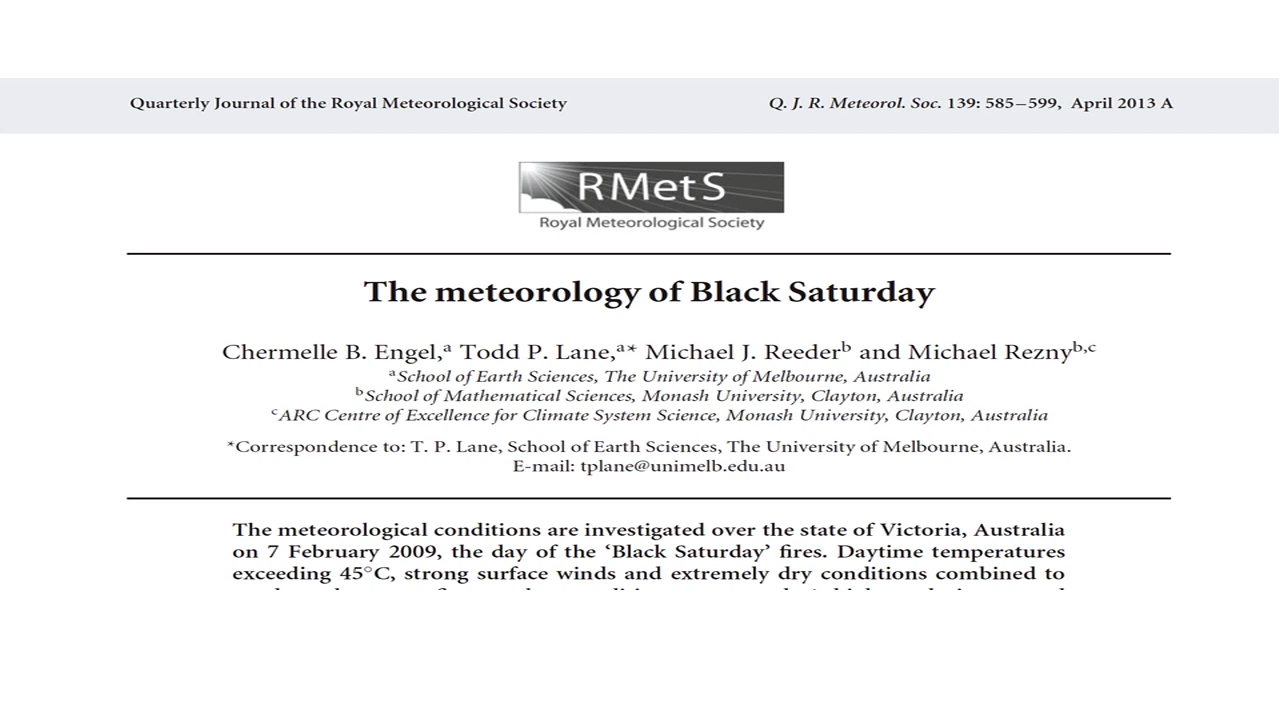 Quarterly Journal of the Royal Meteorological Society
Q. J. R. Meteorol. Soc. 139: 585–599, April 2013 A
RMetS
Royal Meteorological Society
The meteorology of Black Saturday
Chermelle B. Engel,ᵃ Todd P. Lane,ᵃ* Michael J. Reederᵇ and Michael Reznyᵇ,ᶜ
ᵃSchool of Earth Sciences, The University of Melbourne, Australia
ᵇSchool of Mathematical Sciences, Monash University, Clayton, Australia
ᶜARC Centre of Excellence for Climate System Science, Monash University, Clayton, Australia
*Correspondence to: T. P. Lane, School of Earth Sciences, The University of Melbourne, Australia.
E-mail: tplane@unimelb.edu.au
The meteorological conditions are investigated over the state of Victoria, Australia
on 7 February 2009, the day of the ‘Black Saturday’ fires. Daytime temperatures
exceeding 45°C, strong surface winds and extremely dry conditions combined to